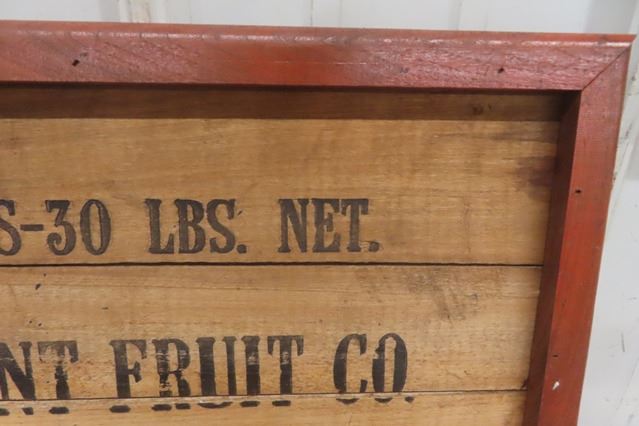 S-30 LBS. NET.
NT FRUIT CO.